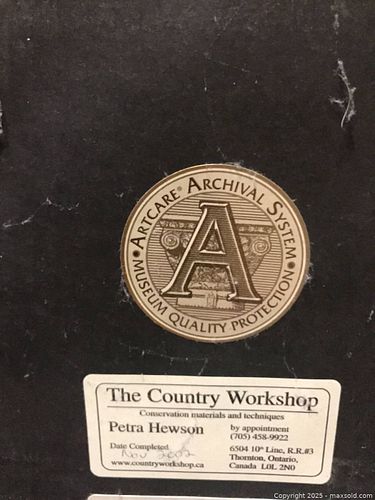 ARTCARE® ARCHIVAL SYSTEM
A
• MUSEUM QUALITY PROTECTION •
The Country Workshop
Conservation materials and techniques
Petra Hewson
by appointment
(705) 458-9922
Date Completed
Nov 2002
www.countryworkshop.ca
6504 10th Line, R.R.#3
Thornton, Ontario,
Canada L0L 2N0
Copyright 2025 - maxsold.com